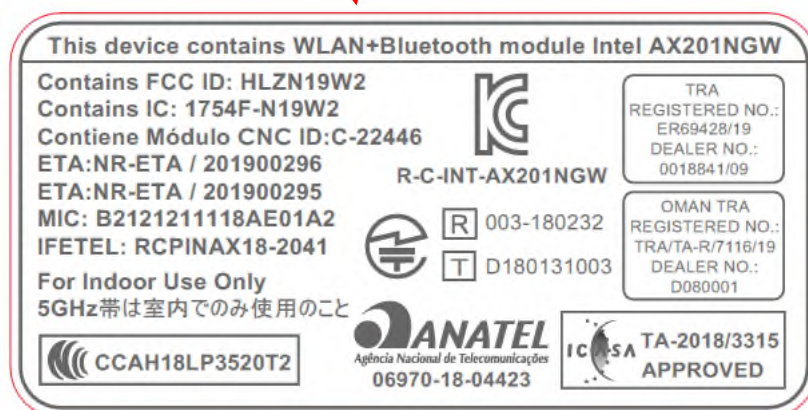 This device contains WLAN+Bluetooth module Intel AX201NGW
Contains FCC ID: HLZN19W2
Contains IC: 1754F-N19W2
Contiene Módulo CNC ID:C-22446
ETA:NR-ETA / 201900296
ETA:NR-ETA / 201900295
MIC: B2121211118AE01A2
IFETEL: RCPINAX18-2041
For Indoor Use Only
5GHz帯は室内でのみ使用のこと
CCAH18LP3520T2
R-C-INT-AX201NGW
R 003-180232
T D180131003
ANATEL
Agência Nacional de Telecomunicações
06970-18-04423
TRA
REGISTERED NO.:
ER69428/19
DEALER NO.:
0018841/09
OMAN TRA
REGISTERED NO.:
TRA/TA-R/7116/19
DEALER NO.:
D080001
ICASA
TA-2018/3315
APPROVED